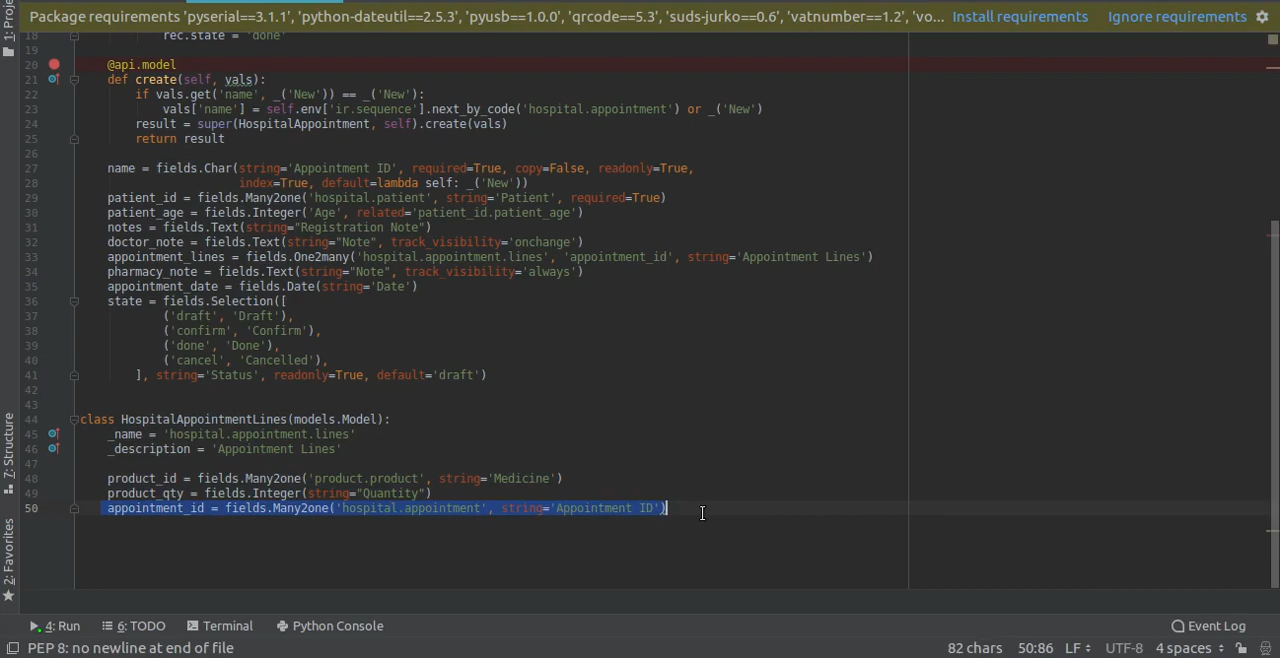 Package requirements 'pyserial==3.1.1', 'python-dateutil==2.5.3', 'pyusb==1.0.0', 'qrcode==5.3', 'suds-jurko==0.6', 'vatnumber==1.2', 'vo... Install requirements Ignore requirements
1: Proje
18 rec.state = 'done'
19
20 @api.model
21 def create(self, vals):
22 if vals.get('name', _('New')) == _('New'):
23 vals['name'] = self.env['ir.sequence'].next_by_code('hospital.appointment') or _('New')
24 result = super(HospitalAppointment, self).create(vals)
25 return result
26
27 name = fields.Char(string='Appointment ID', required=True, copy=False, readonly=True,
28 index=True, default=lambda self: _('New'))
29 patient_id = fields.Many2one('hospital.patient', string='Patient', required=True)
30 patient_age = fields.Integer('Age', related='patient_id.patient_age')
31 notes = fields.Text(string="Registration Note")
32 doctor_note = fields.Text(string="Note", track_visibility='onchange')
33 appointment_lines = fields.One2many('hospital.appointment.lines', 'appointment_id', string='Appointment Lines')
34 pharmacy_note = fields.Text(string="Note", track_visibility='always')
35 appointment_date = fields.Date(string='Date')
36 state = fields.Selection([
37 ('draft', 'Draft'),
38 ('confirm', 'Confirm'),
39 ('done', 'Done'),
40 ('cancel', 'Cancelled'),
41 ], string='Status', readonly=True, default='draft')
42
43
44 class HospitalAppointmentLines(models.Model):
45 _name = 'hospital.appointment.lines'
46 _description = 'Appointment Lines'
47
48 product_id = fields.Many2one('product.product', string='Medicine')
49 product_qty = fields.Integer(string="Quantity")
50 appointment_id = fields.Many2one('hospital.appointment', string='Appointment ID')
7: Structure
2: Favorites
4: Run 6: TODO Terminal Python Console Event Log
PEP 8: no newline at end of file 82 chars 50:86 LF UTF-8 4 spaces